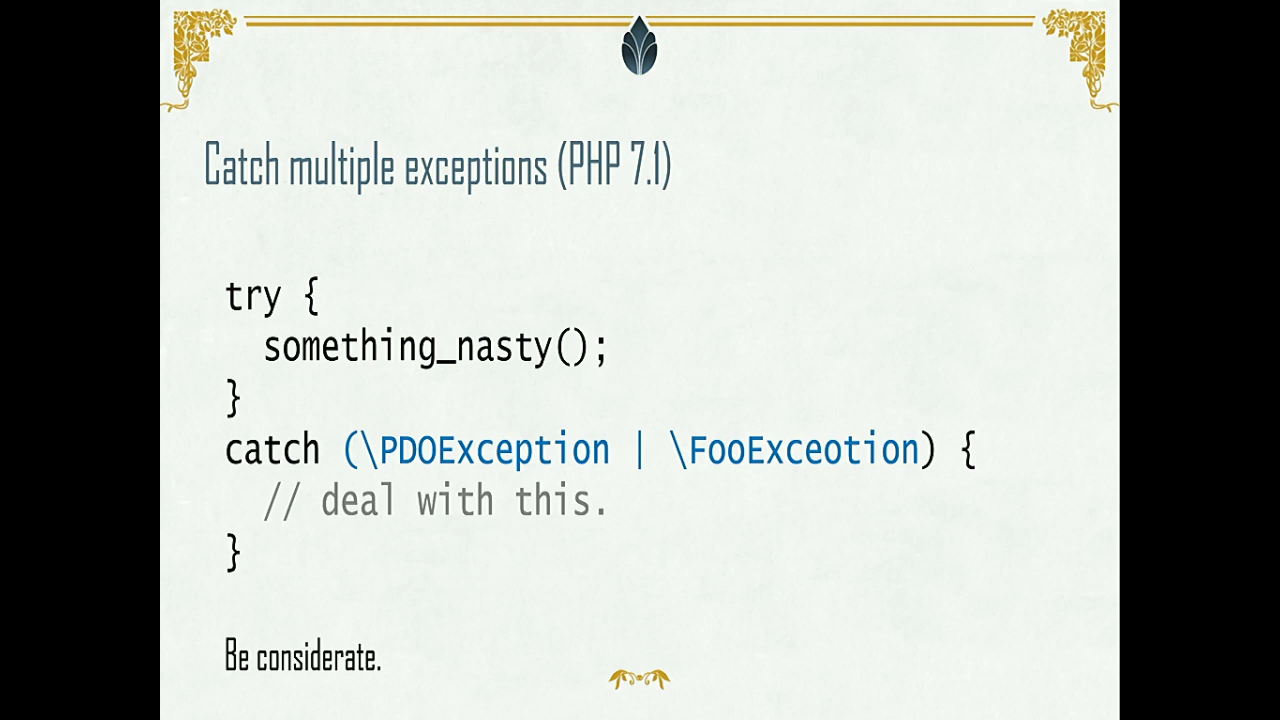 Catch multiple exceptions (PHP 7.1)
try {
  something_nasty();
}
catch (\PDOException | \FooExceotion) {
  // deal with this.
}
Be considerate.